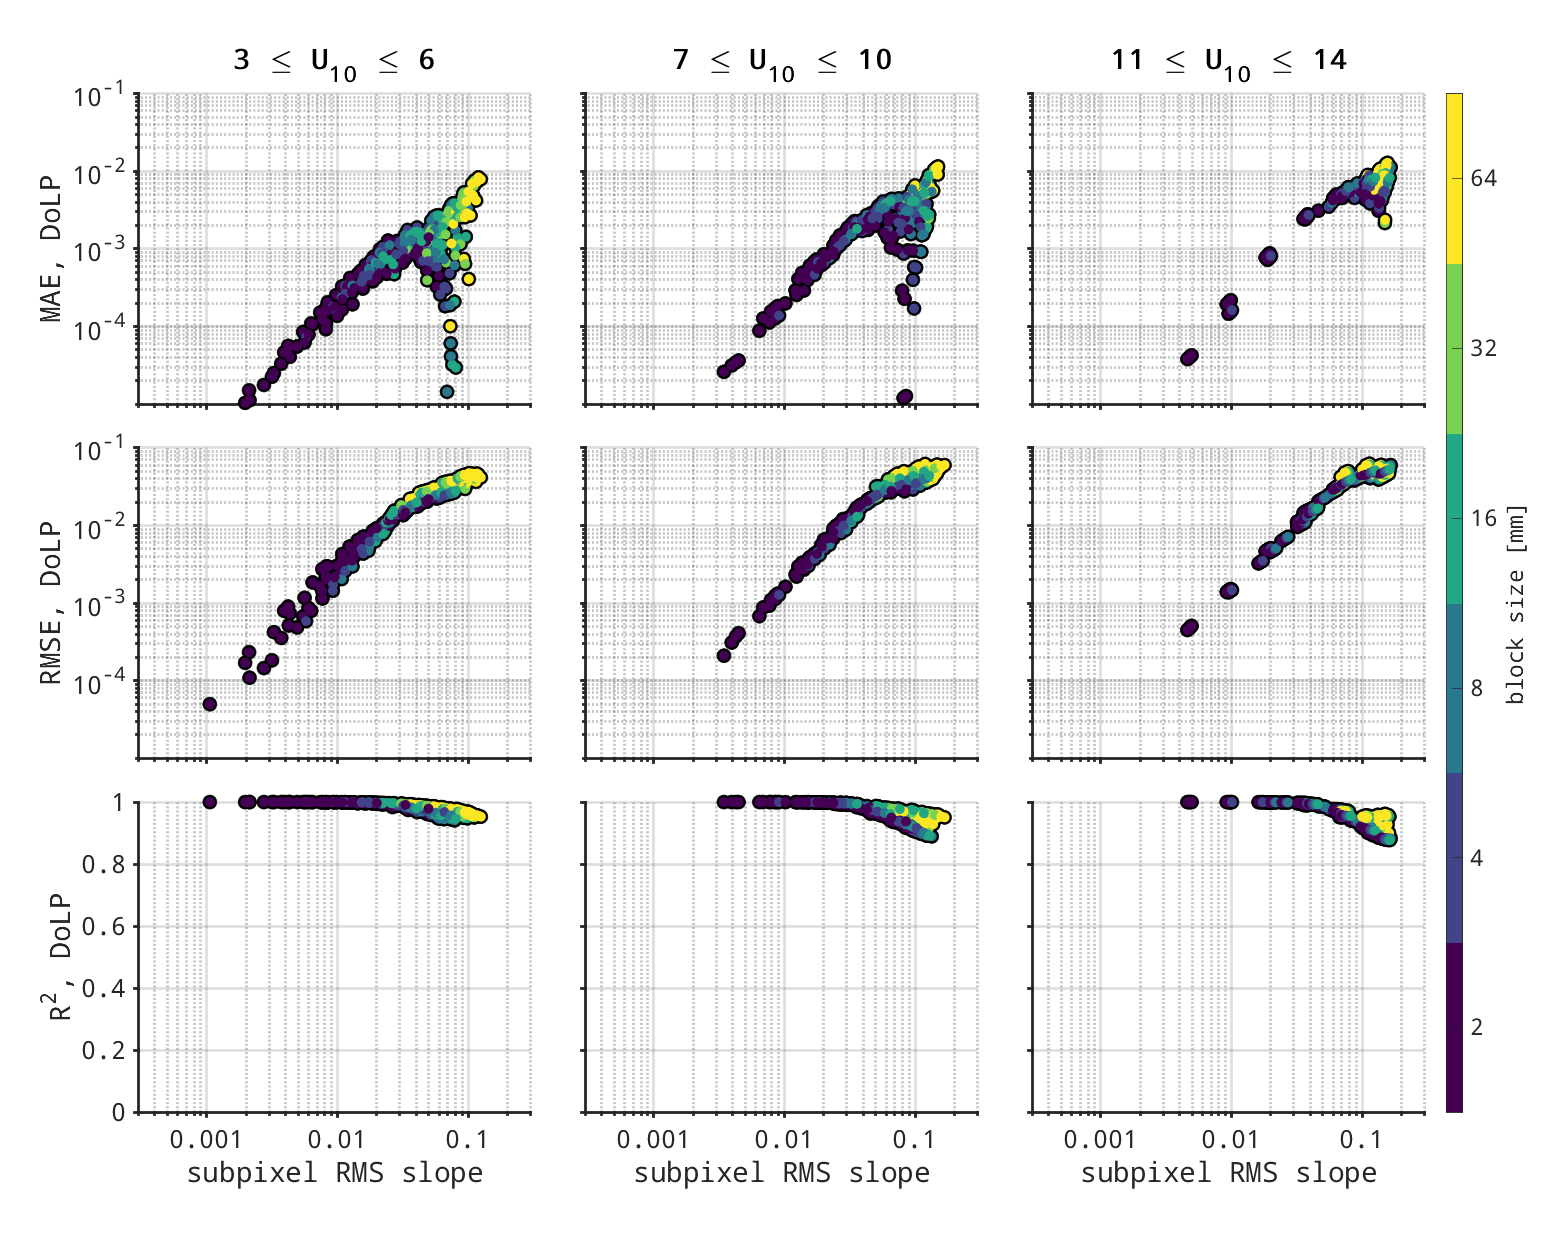 3 ≤ U10 ≤ 6
7 ≤ U10 ≤ 10
11 ≤ U10 ≤ 14
MAE, DoLP
10^-1
10^-2
10^-3
10^-4
RMSE, DoLP
10^-1
10^-2
10^-3
10^-4
R², DoLP
1
0.8
0.6
0.4
0.2
0
0.001 0.01 0.1
subpixel RMS slope
0.001 0.01 0.1
subpixel RMS slope
0.001 0.01 0.1
subpixel RMS slope
64
32
16
8
4
2
block size [mm]